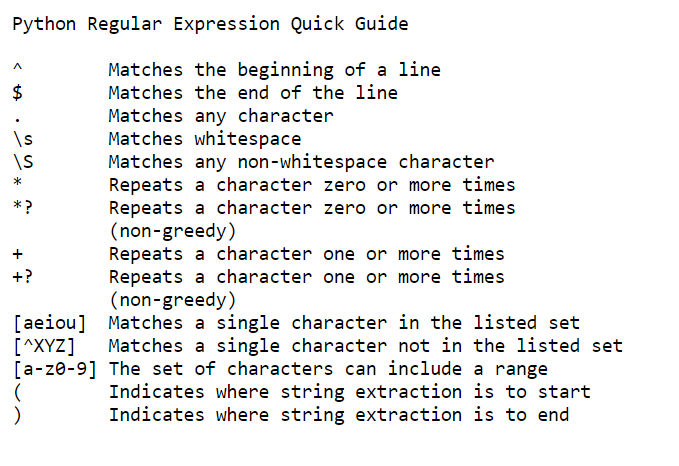 Python Regular Expression Quick Guide
^ Matches the beginning of a line
$ Matches the end of the line
. Matches any character
\s Matches whitespace
\S Matches any non-whitespace character
* Repeats a character zero or more times
*? Repeats a character zero or more times
(non-greedy)
+ Repeats a character one or more times
+? Repeats a character one or more times
(non-greedy)
[aeiou] Matches a single character in the listed set
[^XYZ] Matches a single character not in the listed set
[a-z0-9] The set of characters can include a range
( Indicates where string extraction is to start
) Indicates where string extraction is to end